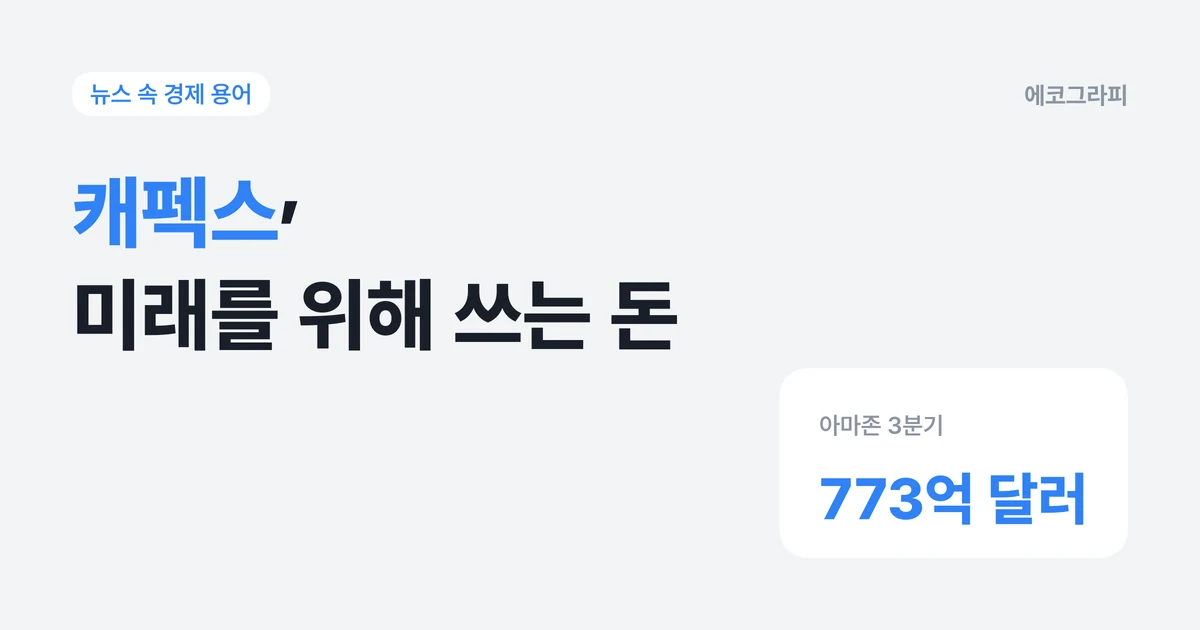 뉴스 속 경제 용어
에코그라피
캐펙스,
미래를 위해 쓰는 돈
아마존 3분기
773억 달러